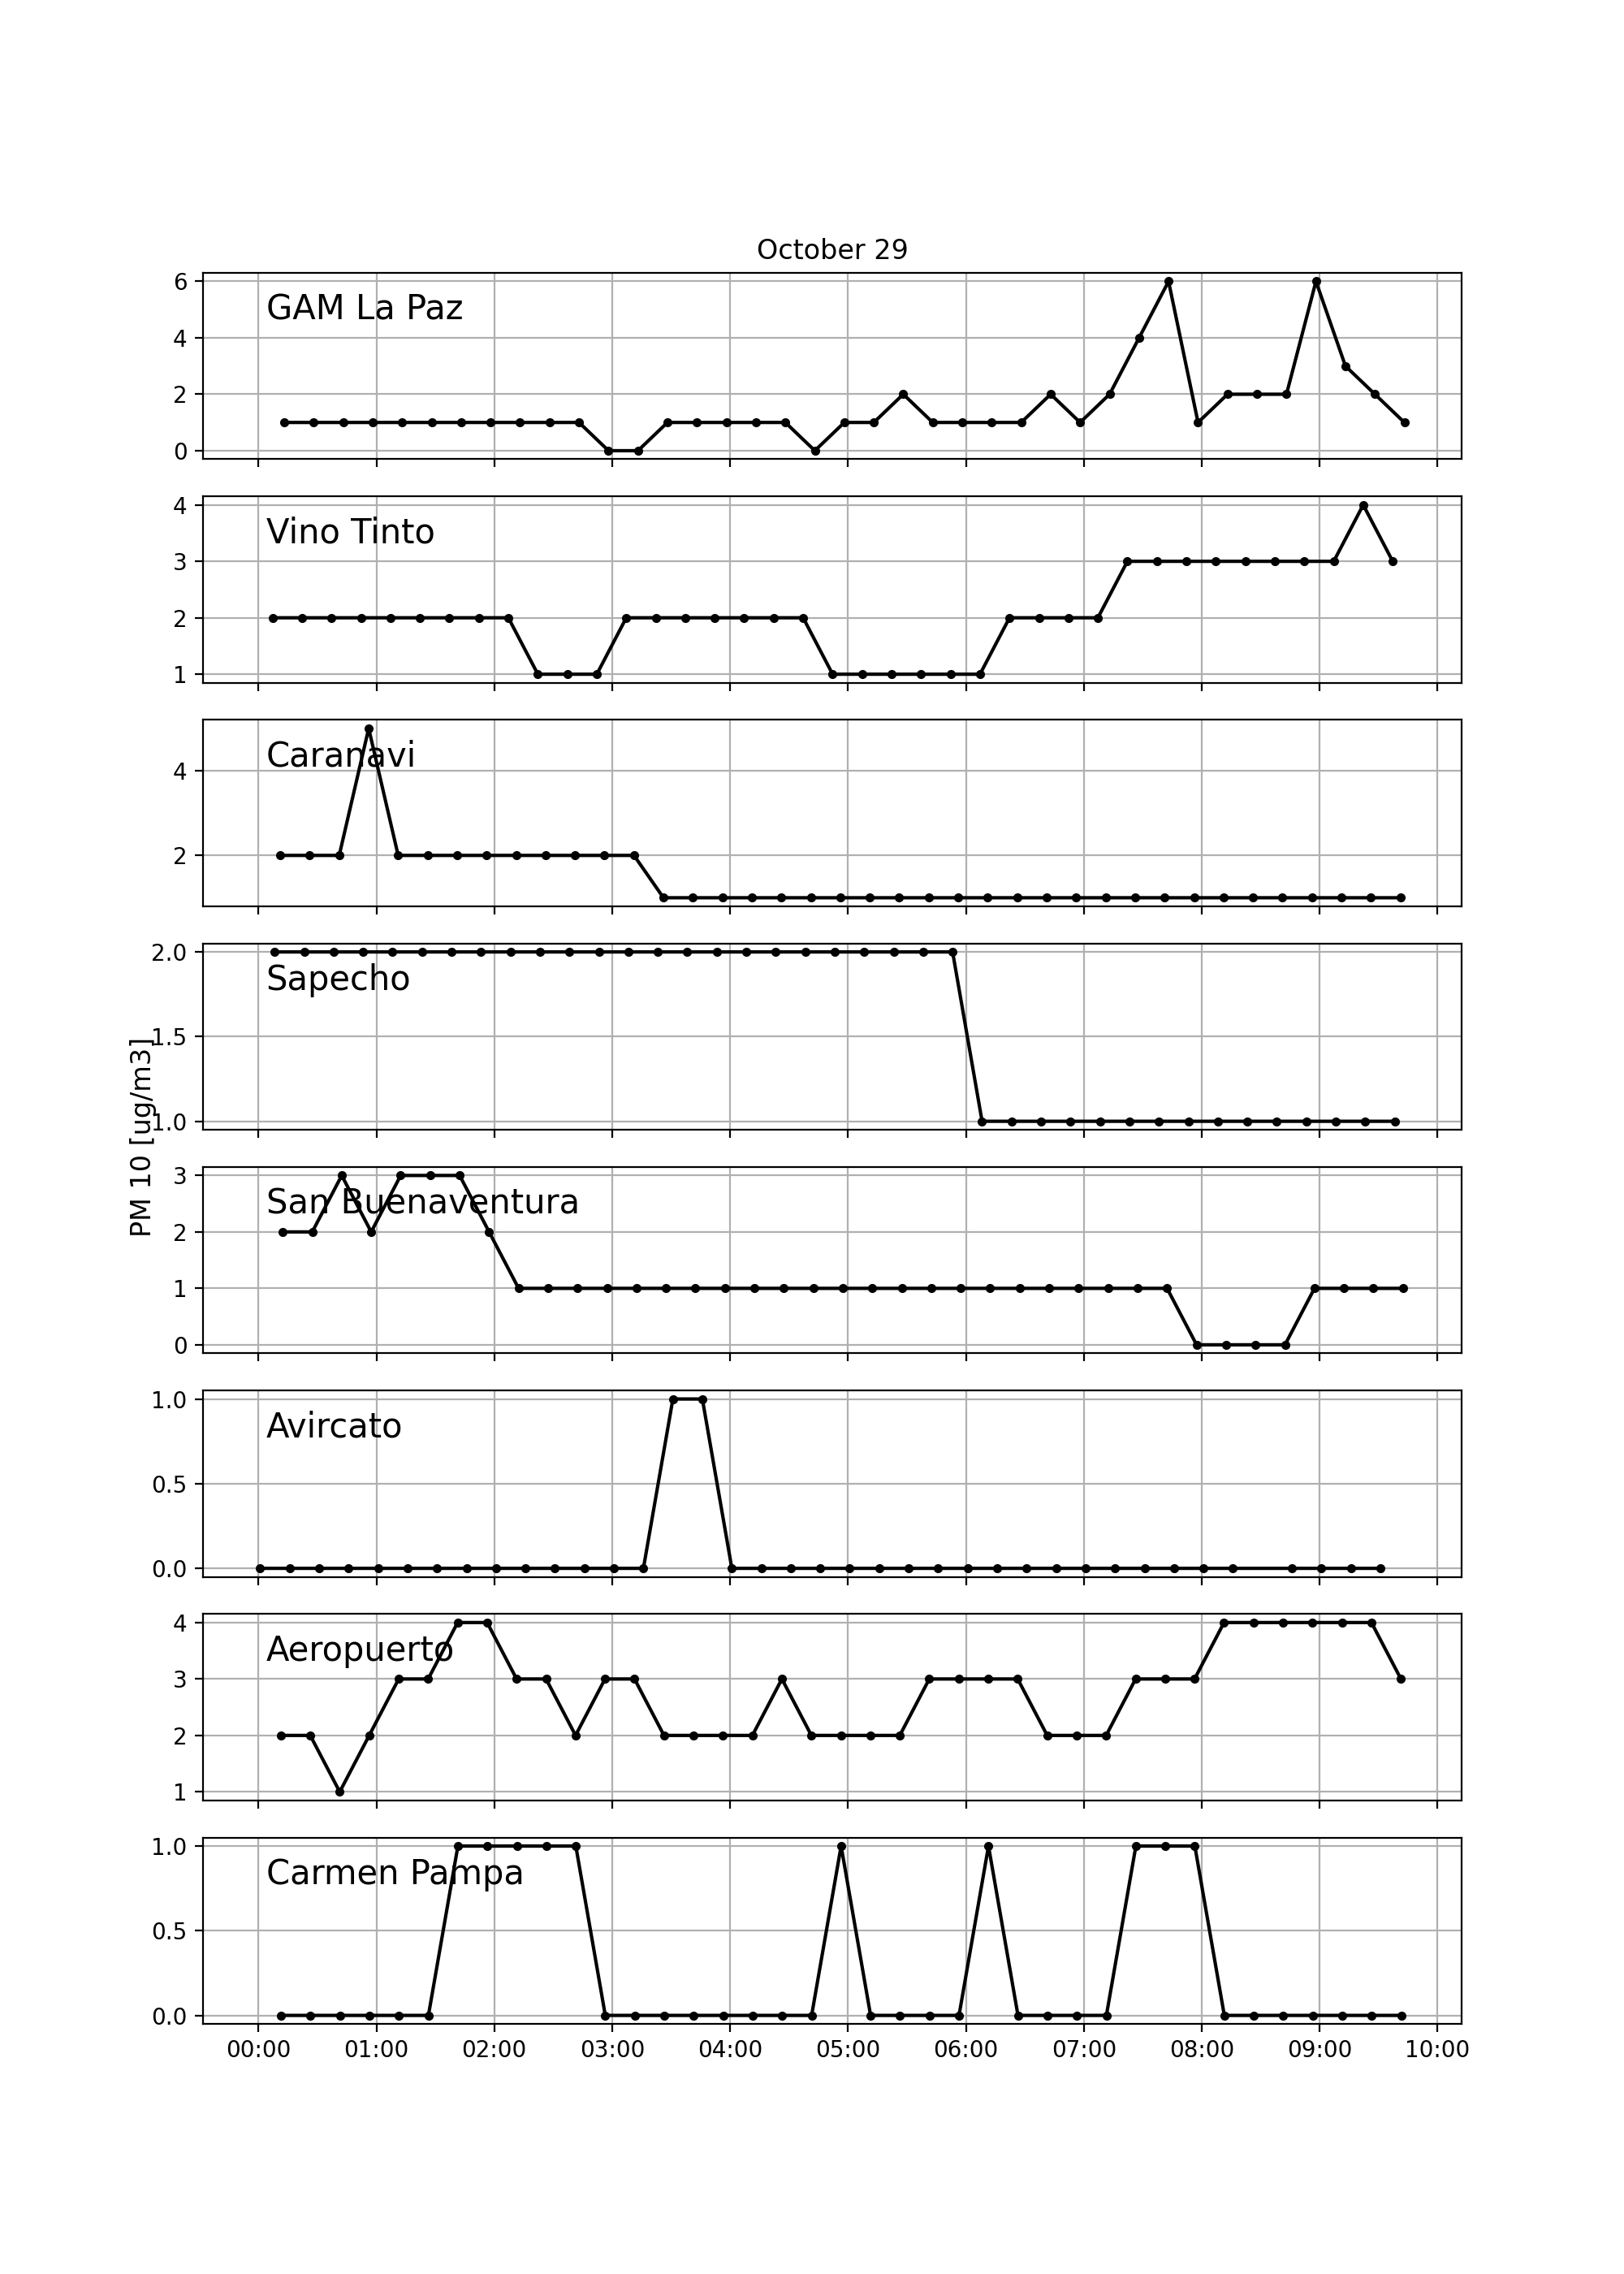 October 29
6
GAM La Paz
4
2
0
4
Vino Tinto
3
2
1
Caranavi
4
2
2.0
Sapecho
1.5
1.0
PM 10 [ug/m3]
3
San Buenaventura
2
1
0
1.0
Avircato
0.5
0.0
4
Aeropuerto
3
2
1
1.0
Carmen Pampa
0.5
0.0
00:00 01:00 02:00 03:00 04:00 05:00 06:00 07:00 08:00 09:00 10:00